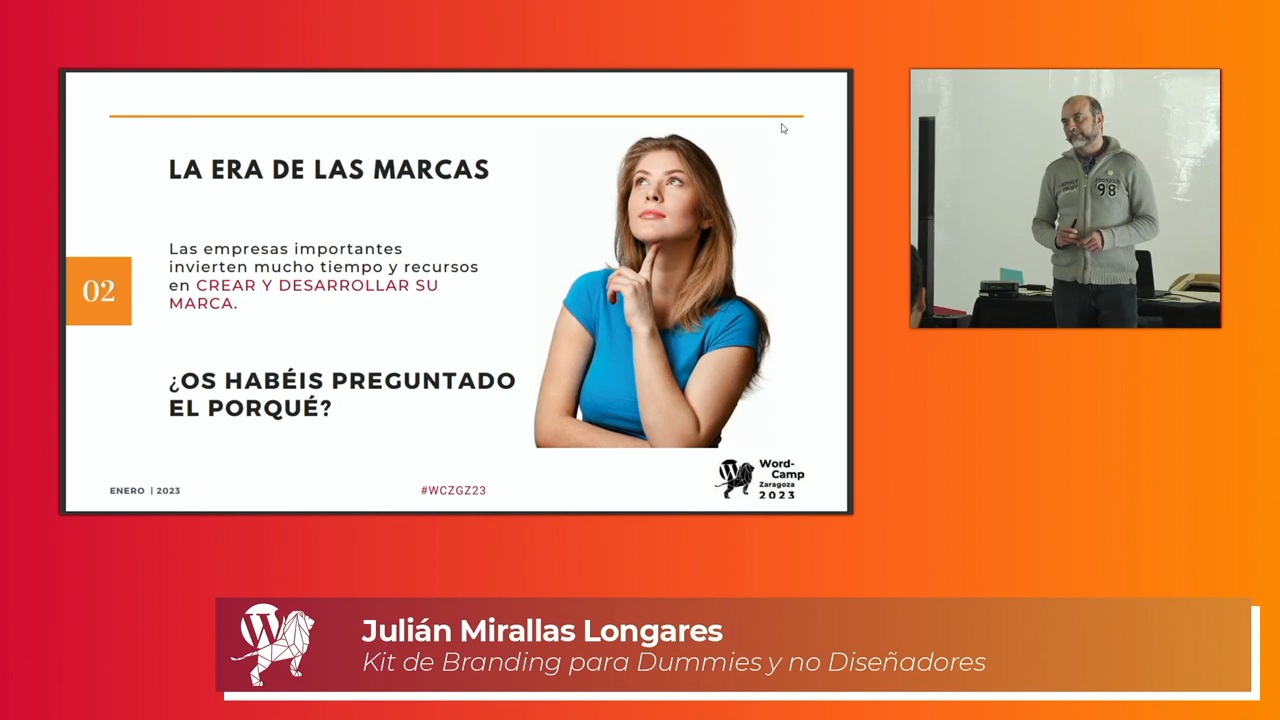 LA ERA DE LAS MARCAS
Las empresas importantes
invierten mucho tiempo y recursos
en CREAR Y DESARROLLAR SU
MARCA.
02
¿OS HABÉIS PREGUNTADO
EL PORQUÉ?
ENERO | 2023
#WCZGZ23
Word-
Camp
Zaragoza
2023
'98
Julián Mirallas Longares
Kit de Branding para Dummies y no Diseñadores